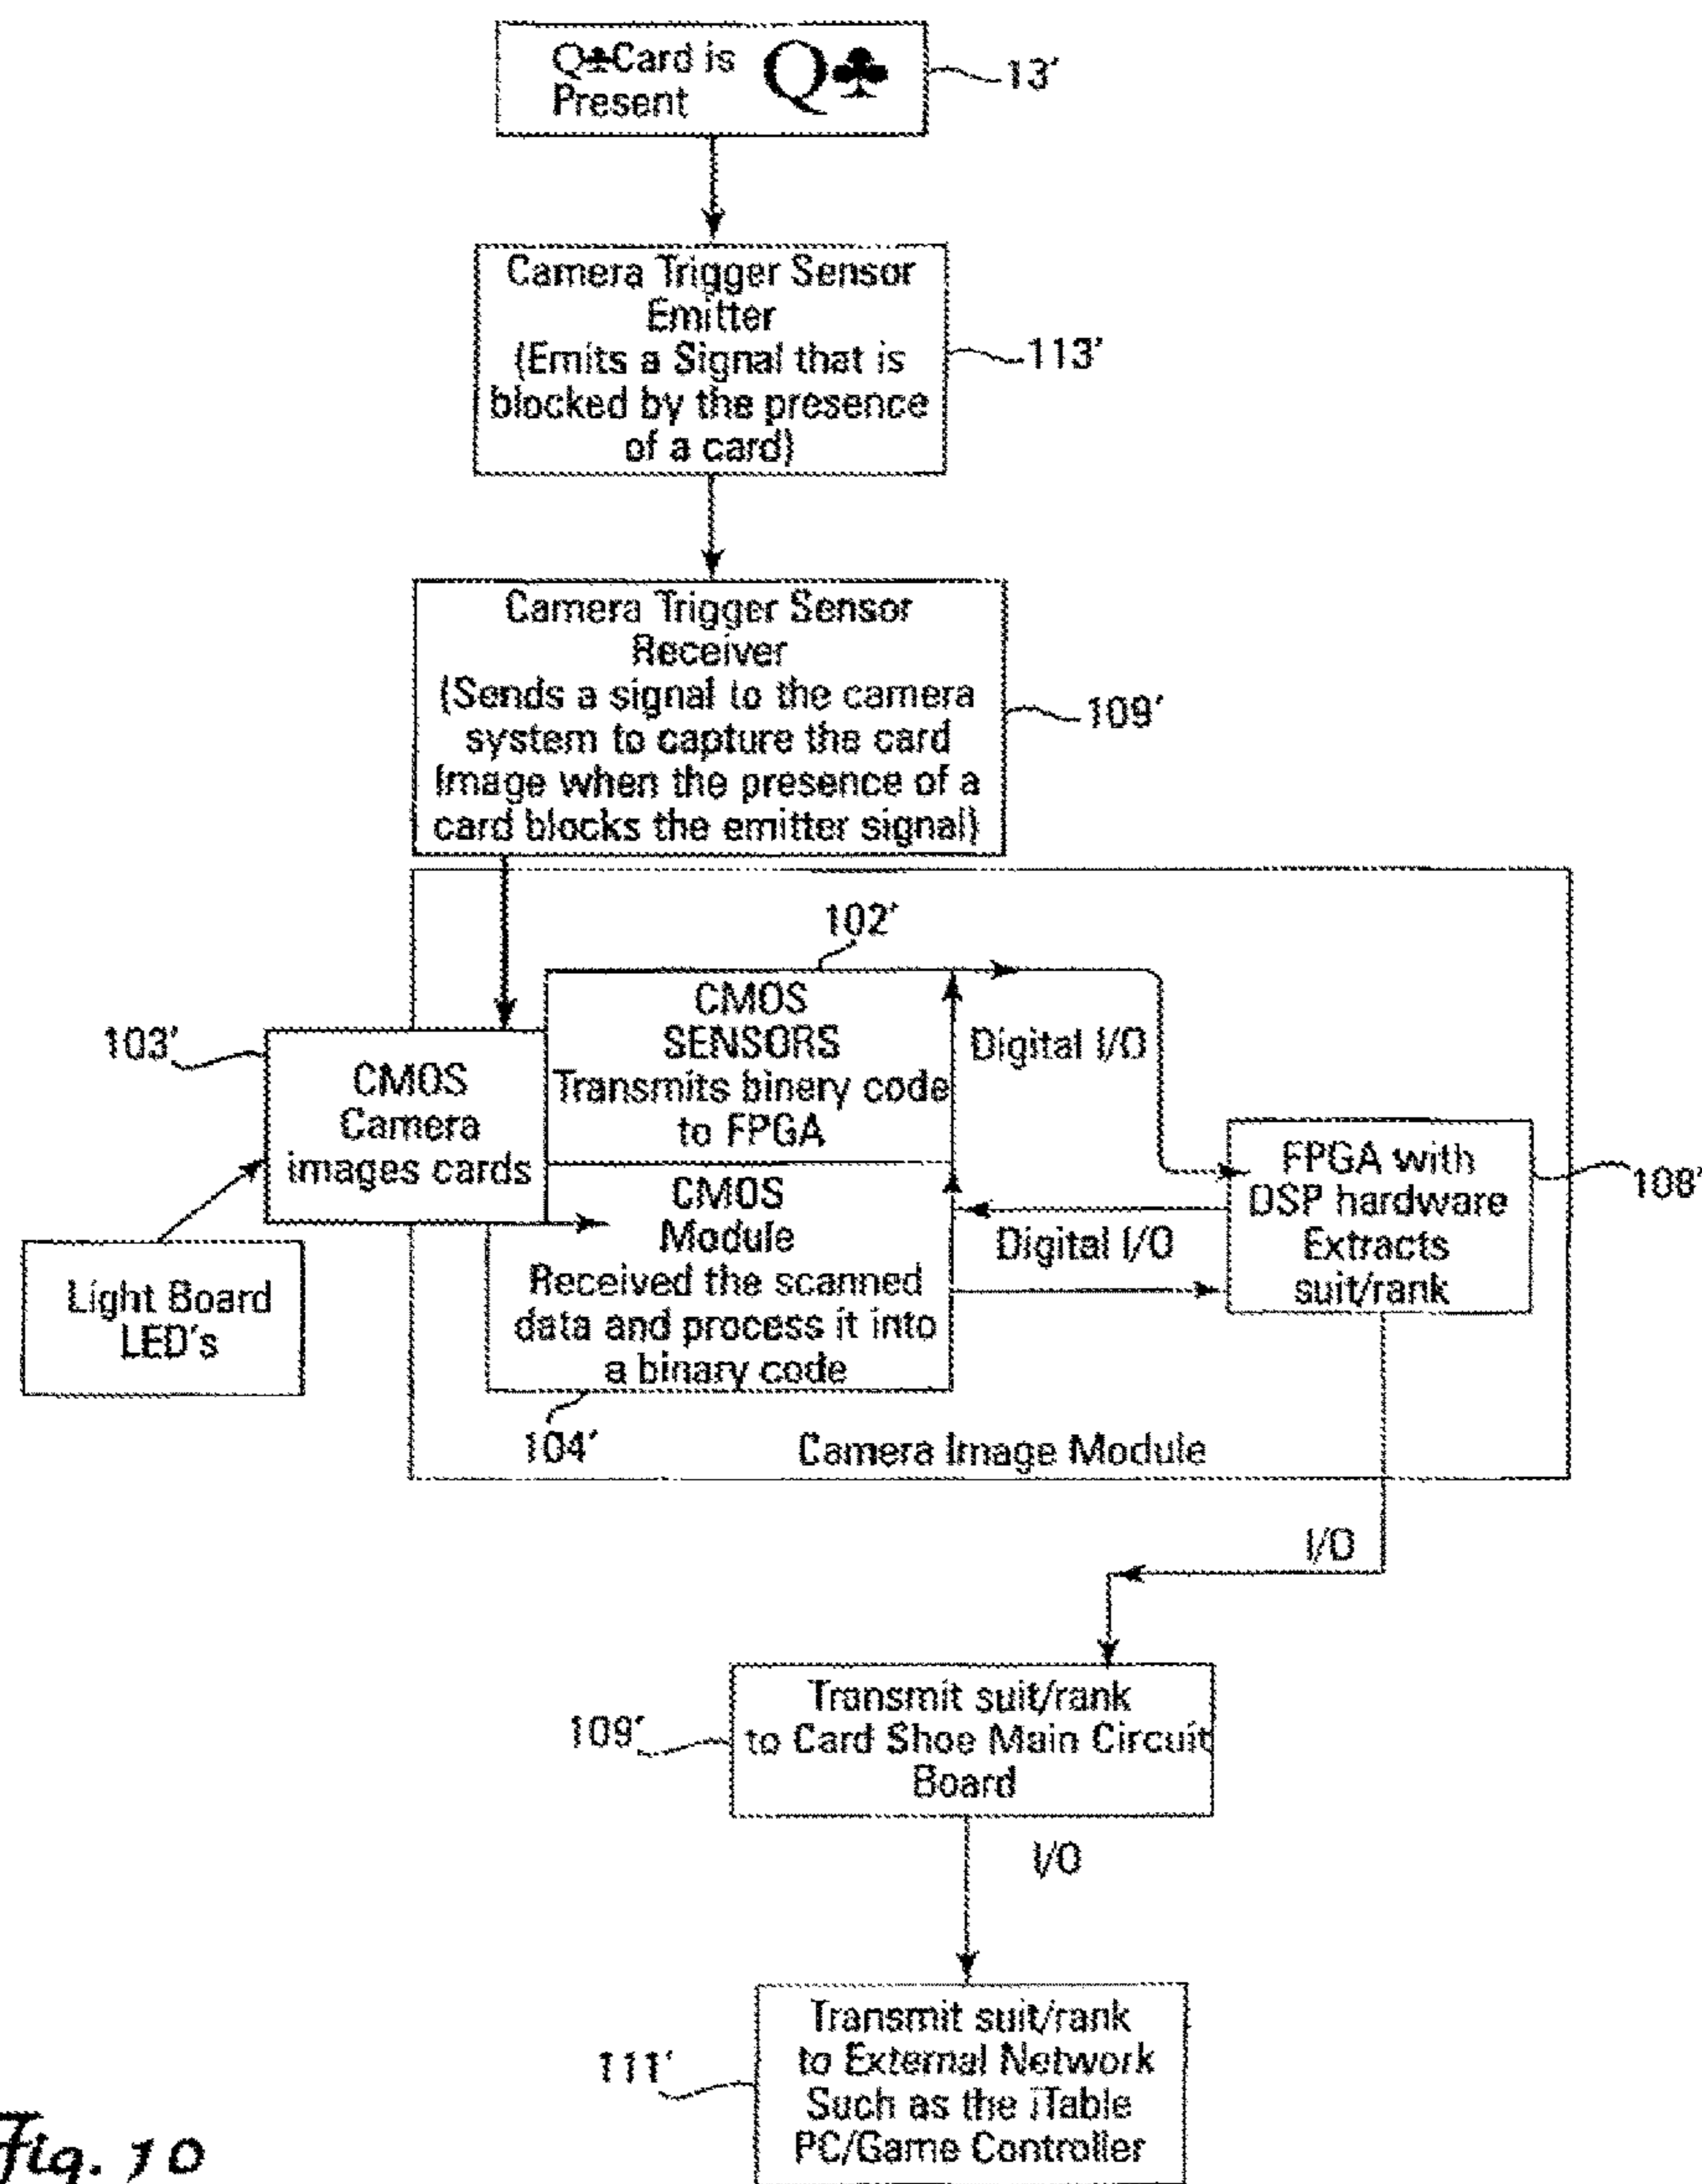 Q♣Card is Q♣
Present
13'
Camera Trigger Sensor
Emitter
(Emits a Signal that is
blocked by the presence
of a card)
113'
Camera Trigger Sensor
Receiver
(Sends a signal to the camera
system to capture the card
Image when the presence of a
card blocks the emitter signal)
109'
102'
CMOS
SENSORS
Transmits binary code
to FPGA
Digital I/O
103'
CMOS
Camera
images cards
FPGA with
DSP hardware
Extracts
suit/rank
108'
CMOS
Module
Received the scanned
data and process it into
a binary code
Digital I/O
Light Board
LED's
104'
Camera Image Module
I/O
Transmit suit/rank
to Card Shoe Main Circuit
Board
109'
I/O
Transmit suit/rank
to External Network
Such as the iTable
PC/Game Controller
111'
Fig. 10